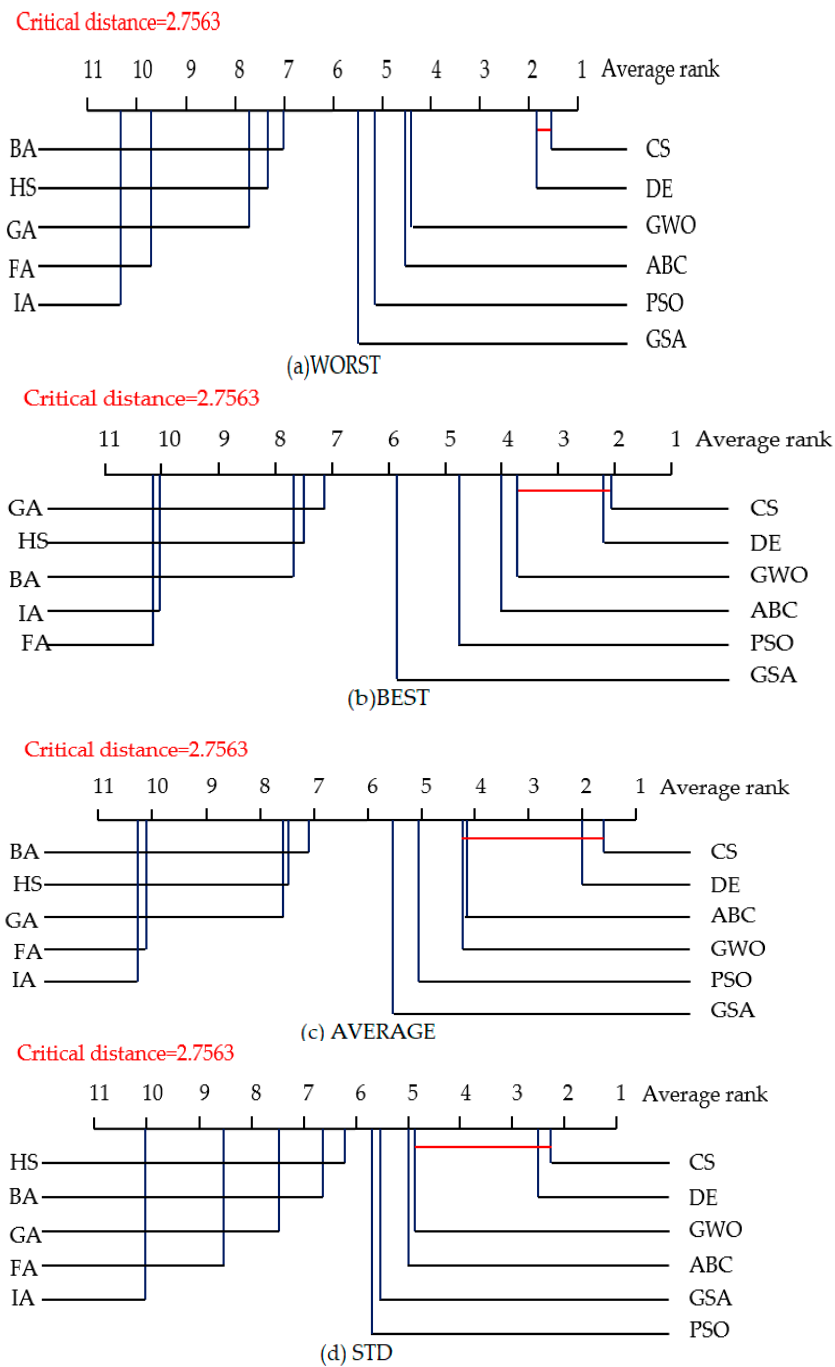 Critical distance=2.7563
11 10 9 8 7 6 5 4 3 2 1 Average rank
BA CS
HS DE
GA GWO
FA ABC
IA PSO
GSA
(a)WORST
Critical distance=2.7563
11 10 9 8 7 6 5 4 3 2 1 Average rank
GA CS
HS DE
BA GWO
IA ABC
FA PSO
GSA
(b)BEST
Critical distance=2.7563
11 10 9 8 7 6 5 4 3 2 1 Average rank
BA CS
HS DE
GA ABC
FA GWO
IA PSO
GSA
(c) AVERAGE
Critical distance=2.7563
11 10 9 8 7 6 5 4 3 2 1 Average rank
HS CS
BA DE
GA GWO
FA ABC
IA GSA
PSO
(d) STD